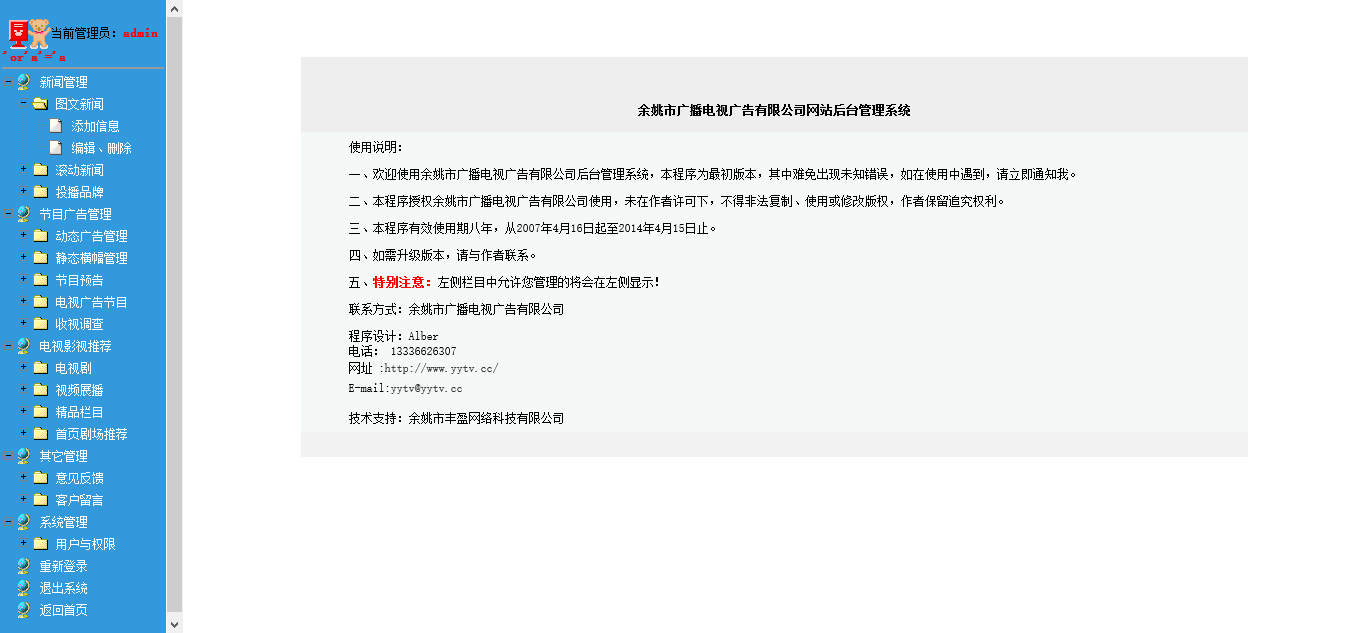 当前管理员：admin
"or"a"="a
新闻管理
图文新闻
添加信息
编辑、删除
滚动新闻
投播品牌
节目广告管理
动态广告管理
静态横幅管理
节目预告
电视广告节目
收视调查
电视影视推荐
电视剧
视频展播
精品栏目
首页剧场推荐
其它管理
意见反馈
客户留言
系统管理
用户与权限
重新登录
退出系统
返回首页
余姚市广播电视广告有限公司网站后台管理系统
使用说明：
一、欢迎使用余姚市广播电视广告有限公司后台管理系统，本程序为最初版本，其中难免出现未知错误，如在使用中遇到，请立即通知我。
二、本程序授权余姚市广播电视广告有限公司使用，未在作者许可下，不得非法复制、使用或修改版权，作者保留追究权利。
三、本程序有效使用期八年，从2007年4月16日起至2014年4月15日止。
四、如需升级版本，请与作者联系。
五、特别注意：左侧栏目中允许您管理的将会在左侧显示！
联系方式：余姚市广播电视广告有限公司
程序设计：Alber
电话： 13336626307
网址 :http://www.yytv.cc/
E-mail:yytv@yytv.cc
技术支持：余姚市丰盈网络科技有限公司